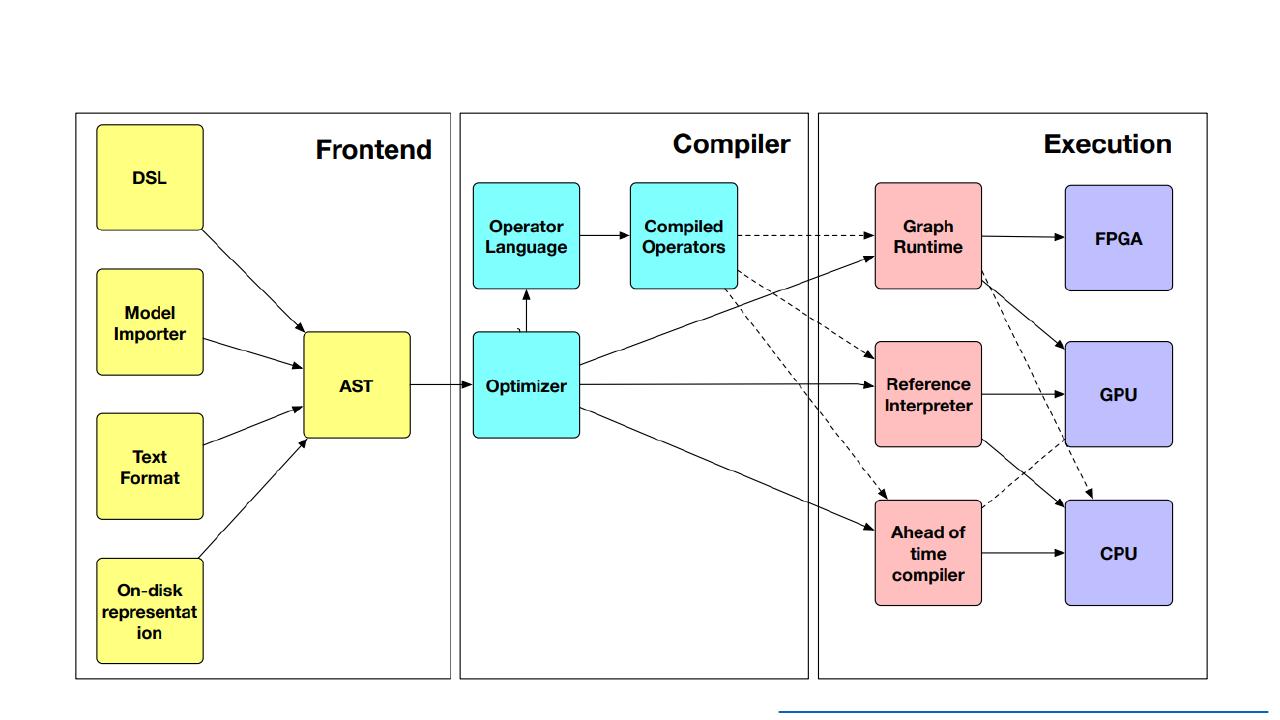 Frontend
DSL
Model
Importer
Text
Format
On-disk
representat
ion
AST
Compiler
Operator
Language
Compiled
Operators
Optimizer
Execution
Graph
Runtime
Reference
Interpreter
Ahead of
time
compiler
FPGA
GPU
CPU